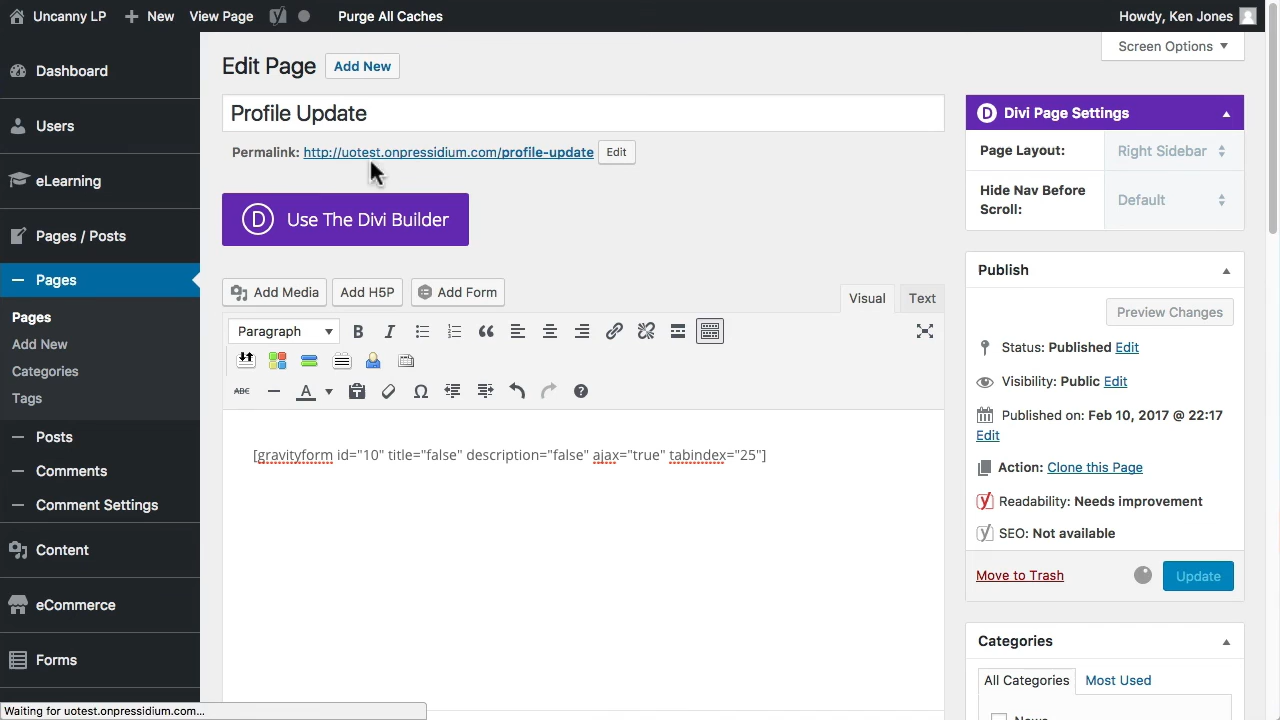 Uncanny LP
New
View Page
Purge All Caches
Howdy, Ken Jones
Screen Options
Dashboard
Users
eLearning
Pages / Posts
Pages
Pages
Add New
Categories
Tags
Posts
Comments
Comment Settings
Content
eCommerce
Forms
Waiting for uotest.onpressidium.com...
Edit Page
Add New
Profile Update
Permalink: http://uotest.onpressidium.com/profile-update Edit
D Use The Divi Builder
Add Media
Add H5P
Add Form
Visual
Text
Paragraph
B I
ABC
A
Ω
[gravityform id="10" title="false" description="false" ajax="true" tabindex="25"]
D Divi Page Settings
Page Layout: Right Sidebar
Hide Nav Before
Scroll:
Default
Publish
Preview Changes
Status: Published Edit
Visibility: Public Edit
Published on: Feb 10, 2017 @ 22:17
Edit
Action: Clone this Page
Readability: Needs improvement
SEO: Not available
Move to Trash
Update
Categories
All Categories
Most Used